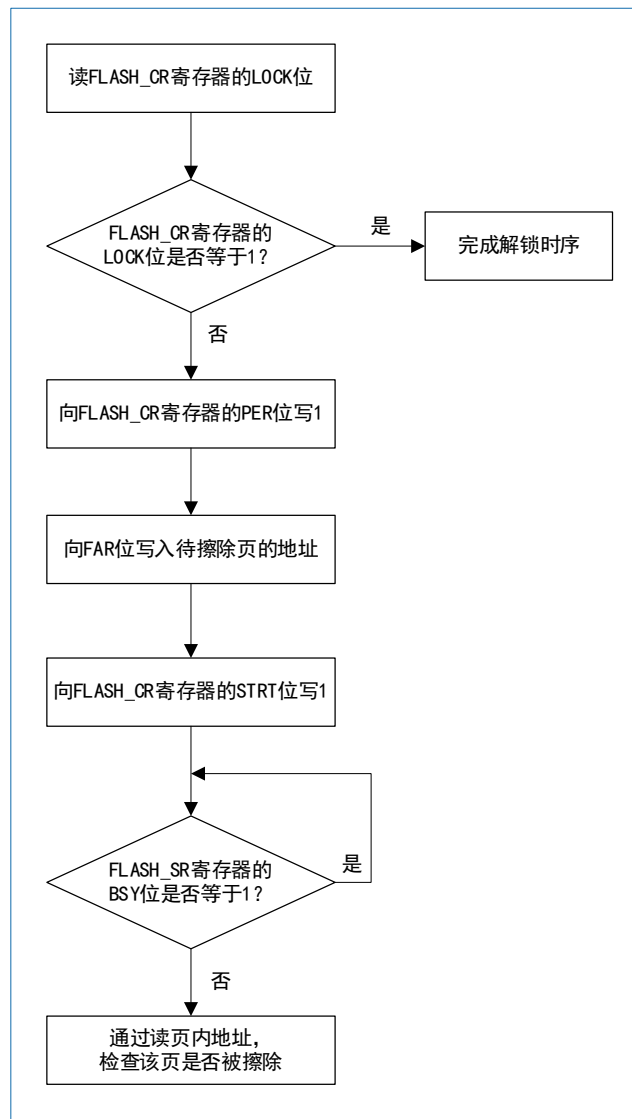 读FLASH_CR寄存器的LOCK位
FLASH_CR寄存器的
LOCK位是否等于1?
是
完成解锁时序
否
向FLASH_CR寄存器的PER位写1
向FAR位写入待擦除页的地址
向FLASH_CR寄存器的STRT位写1
FLASH_SR寄存器的
BSY位是否等于1?
是
否
通过读页内地址,
检查该页是否被擦除